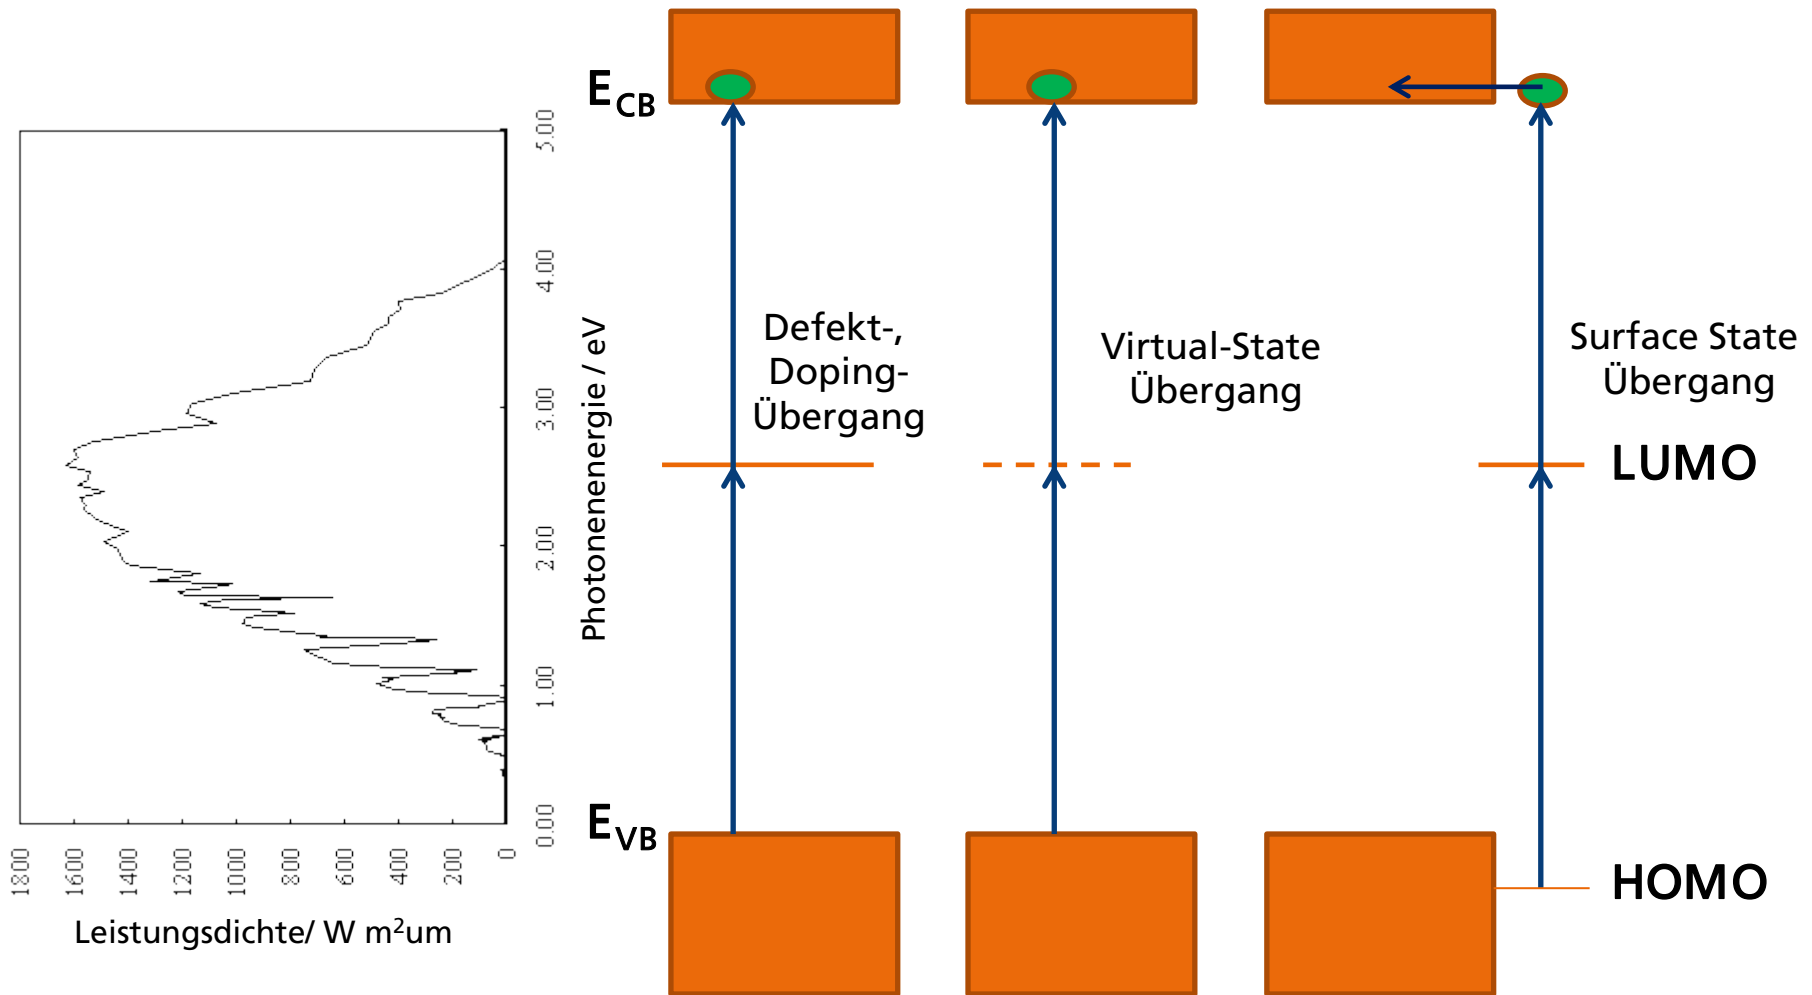 E_CB
5.00
4.00
3.00
2.00
1.00
0.00
Photonenenergie / eV
1800
1600
1400
1200
1000
800
600
400
200
0
Leistungsdichte/ W m²um
E_VB
Defekt-,
Doping-
Übergang
Virtual-State
Übergang
Surface State
Übergang
LUMO
HOMO